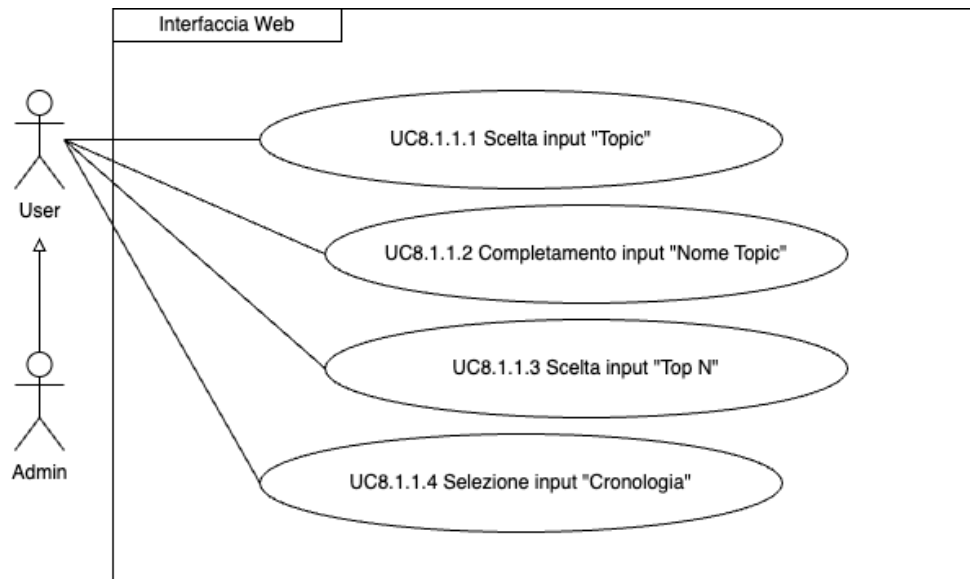 Interfaccia Web
UC8.1.1.1 Scelta input "Topic"
User
UC8.1.1.2 Completamento input "Nome Topic"
UC8.1.1.3 Scelta input "Top N"
Admin
UC8.1.1.4 Selezione input "Cronologia"